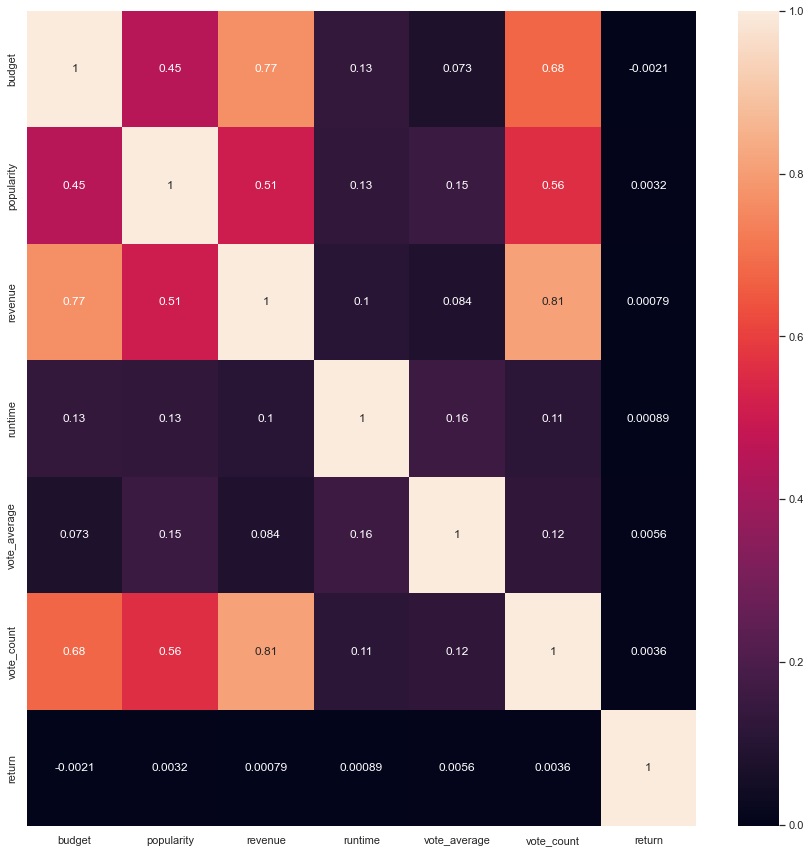 budget 1 0.45 0.77 0.13 0.073 0.68 -0.0021
popularity 0.45 1 0.51 0.13 0.15 0.56 0.0032
revenue 0.77 0.51 1 0.1 0.084 0.81 0.00079
runtime 0.13 0.13 0.1 1 0.16 0.11 0.00089
vote_average 0.073 0.15 0.084 0.16 1 0.12 0.0056
vote_count 0.68 0.56 0.81 0.11 0.12 1 0.0036
return -0.0021 0.0032 0.00079 0.00089 0.0056 0.0036 1
budget popularity revenue runtime vote_average vote_count return
1.0
0.8
0.6
0.4
0.2
0.0